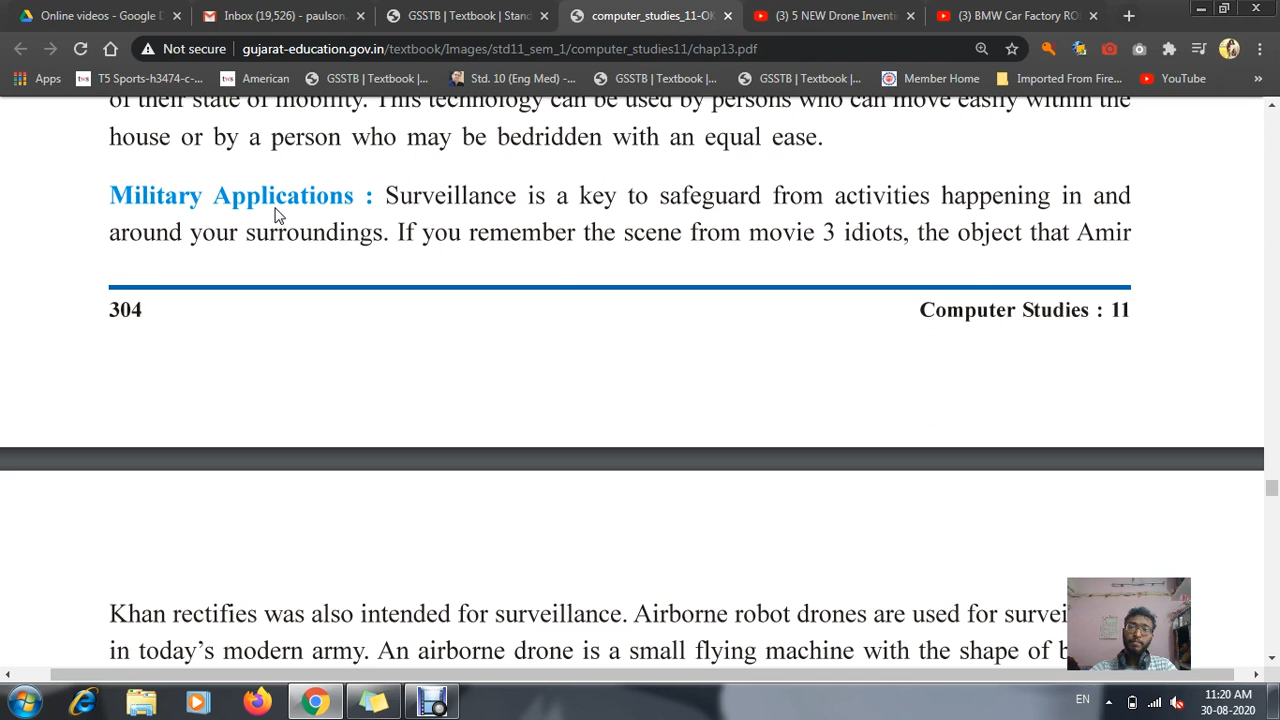 Online videos - Google D
Inbox (19,526) - paulson.
GSSTB | Textbook | Stand
computer_studies_11-Ok
(3) 5 NEW Drone Inventi
(3) BMW Car Factory RO
Not secure | gujarat-education.gov.in/textbook/Images/std11_sem_1/computer_studies11/chap13.pdf
Apps
T5 Sports-h3474-c-...
American
GSSTB | Textbook |...
Std. 10 (Eng Med) -...
GSSTB | Textbook |...
GSSTB | Textbook |...
Member Home
Imported From Fire...
YouTube
»
of their state of mobility. This technology can be used by persons who can move easily within the
house or by a person who may be bedridden with an equal ease.
Military Applications : Surveillance is a key to safeguard from activities happening in and
around your surroundings. If you remember the scene from movie 3 idiots, the object that Amir
304
Computer Studies : 11
Khan rectifies was also intended for surveillance. Airborne robot drones are used for survei
in today's modern army. An airborne drone is a small flying machine with the shape of b
EN
11:20 AM
30-08-2020